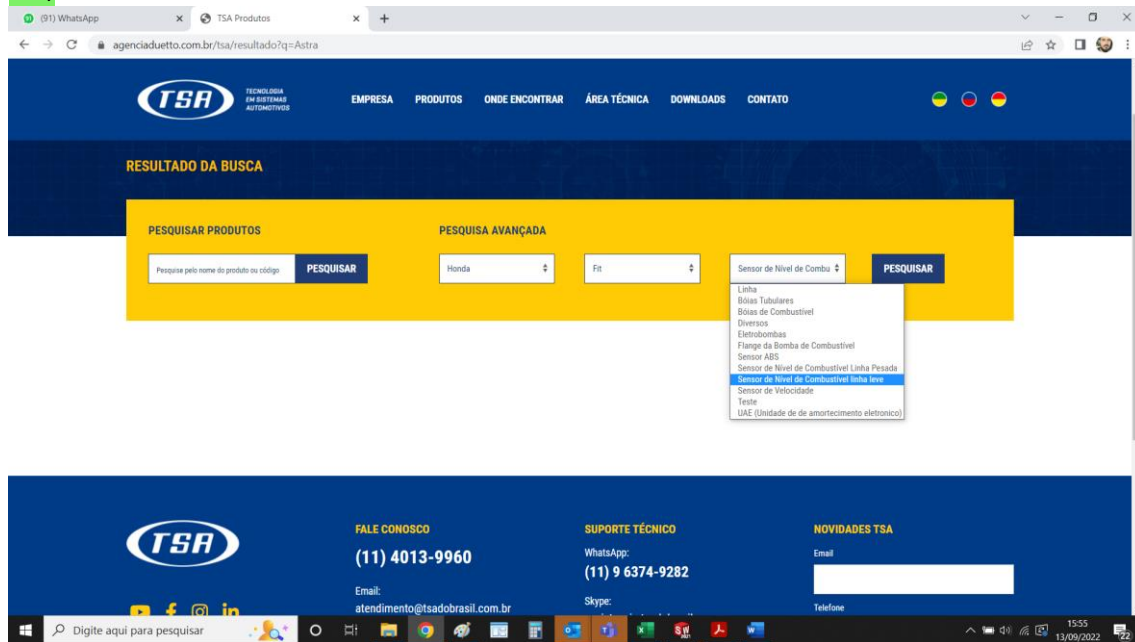 (91) WhatsApp
TSA Produtos
agenciaduetto.com.br/tsa/resultado?q=Astra
TSA
TECNOLOGIA
EM SISTEMAS
AUTOMOTIVOS
EMPRESA PRODUTOS ONDE ENCONTRAR ÁREA TÉCNICA DOWNLOADS CONTATO
RESULTADO DA BUSCA
PESQUISAR PRODUTOS
PESQUISA AVANÇADA
Pesquise pelo nome do produto ou código PESQUISAR
Honda Fit Sensor de Nível de Combu PESQUISAR
Linha
Bóias Tubulares
Bóias de Combustível
Diversos
Eletrobombas
Flange da Bomba de Combustível
Sensor ABS
Sensor de Nível de Combustível Linha Pesada
Sensor de Nível de Combustível linha leve
Sensor de Velocidade
Teste
UAE (Unidade de de amortecimento eletronico)
TSA
FALE CONOSCO
(11) 4013-9960
Email:
atendimento@tsadobrasil.com.br
SUPORTE TÉCNICO
WhatsApp:
(11) 9 6374-9282
Skype:
NOVIDADES TSA
Email
Telefone
Digite aqui para pesquisar
15:55
13/09/2022
22